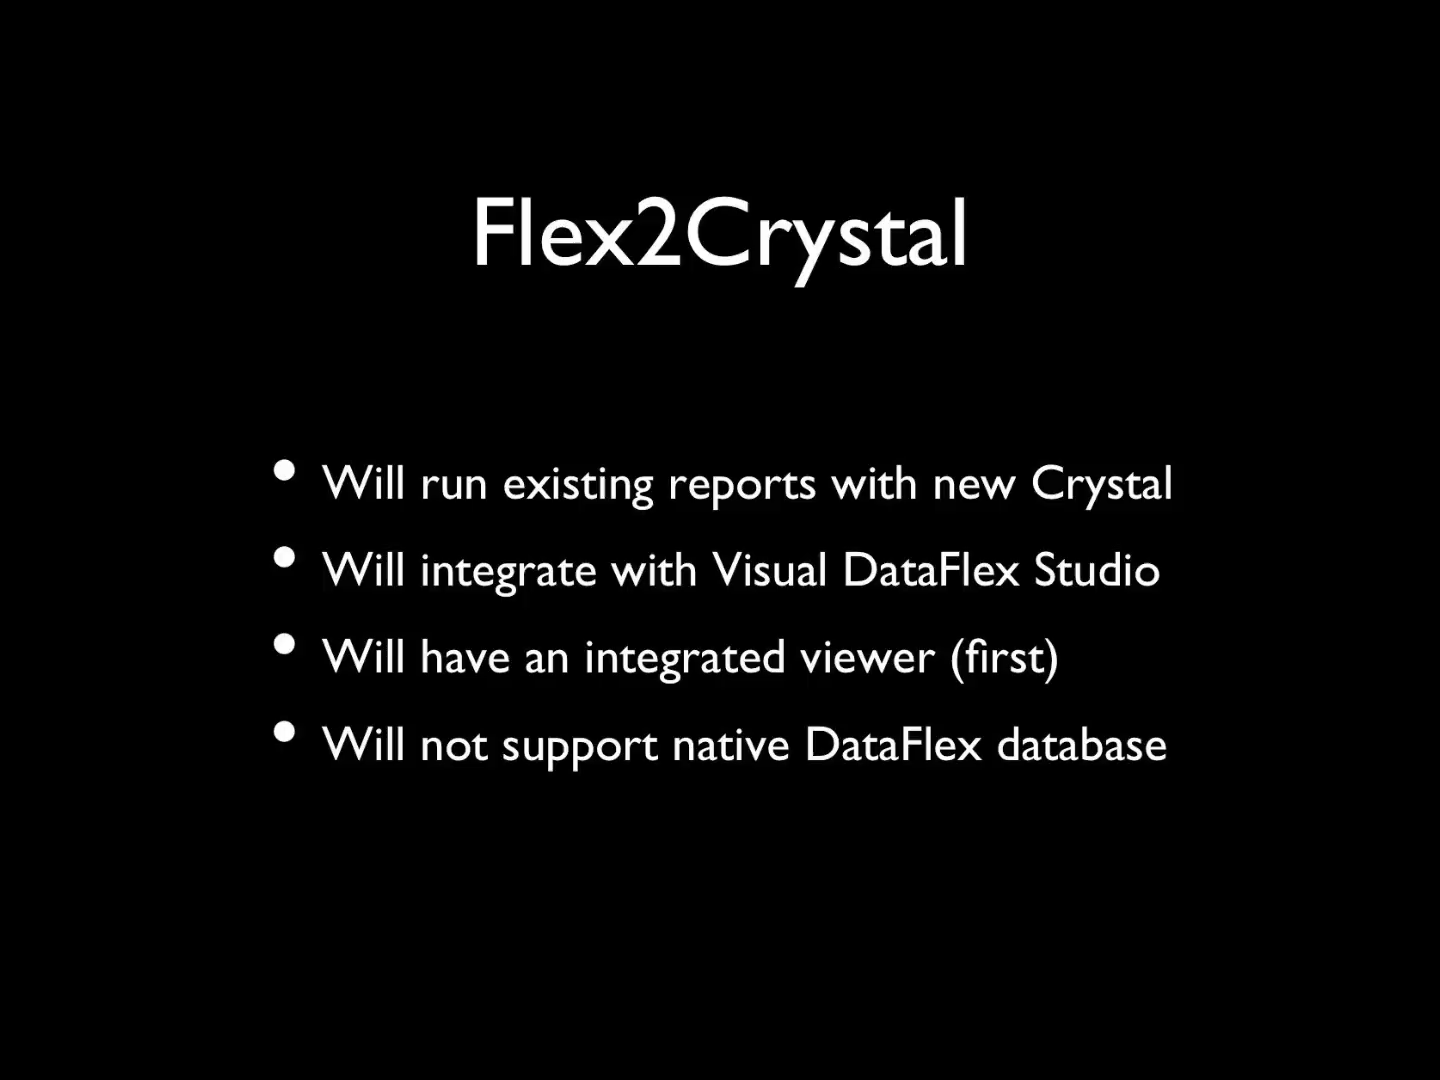 Flex2Crystal
• Will run existing reports with new Crystal
• Will integrate with Visual DataFlex Studio
• Will have an integrated viewer (first)
• Will not support native DataFlex database